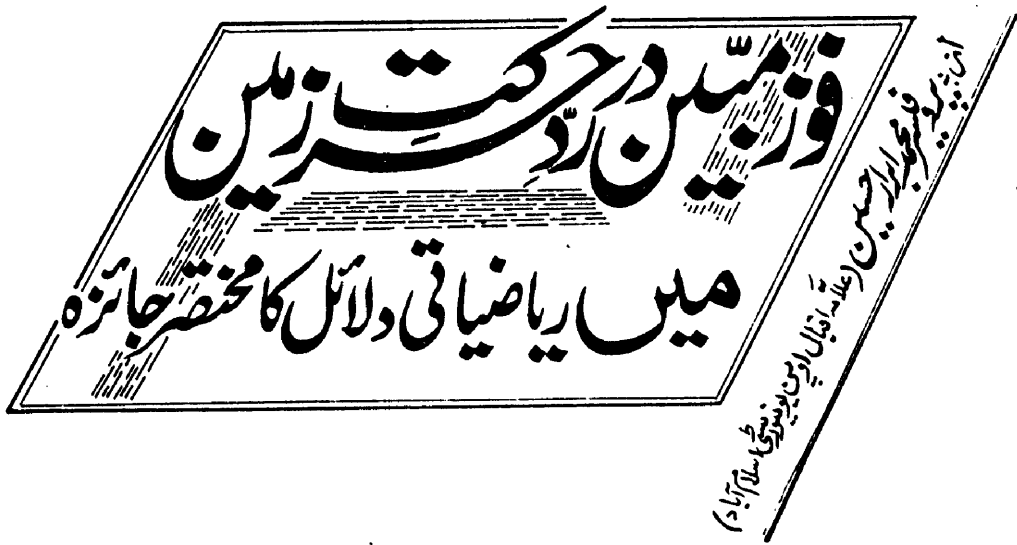 فوز مبین در ردِّ حرکتِ زمین
میں ریاضیاتی دلائل کا مختصر جائزہ
از: پروفیسر محمد ابرار حسین (علامہ اقبال اوپن یونیورسٹی اسلام آباد)